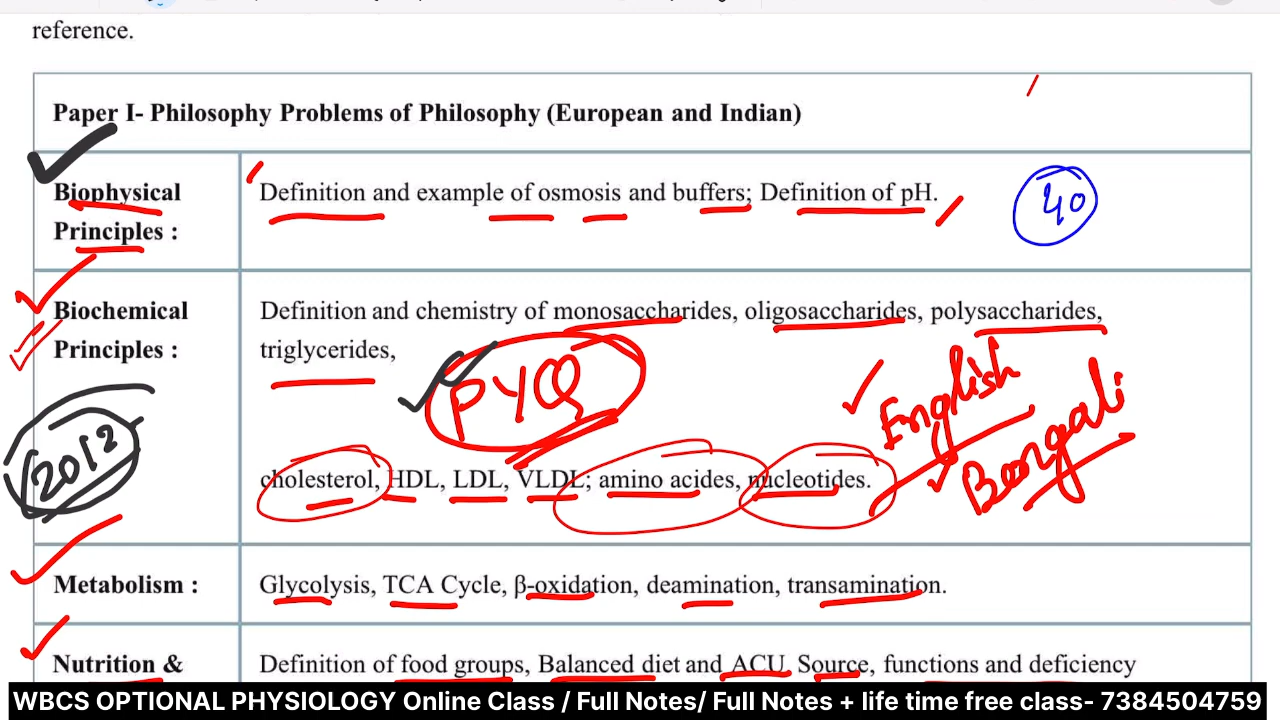 reference.
Paper I- Philosophy Problems of Philosophy (European and Indian)
Biophysical
Principles :
Definition and example of osmosis and buffers; Definition of pH.
40
Biochemical
Principles :
Definition and chemistry of monosaccharides, oligosaccharides, polysaccharides,
triglycerides,
PYQ
English
Bengali
2012
cholesterol, HDL, LDL, VLDL; amino acides, nucleotides.
Metabolism :
Glycolysis, TCA Cycle, β-oxidation, deamination, transamination.
Nutrition &
Definition of food groups, Balanced diet and ACU. Source, functions and deficiency
WBCS OPTIONAL PHYSIOLOGY Online Class / Full Notes/ Full Notes + life time free class- 7384504759